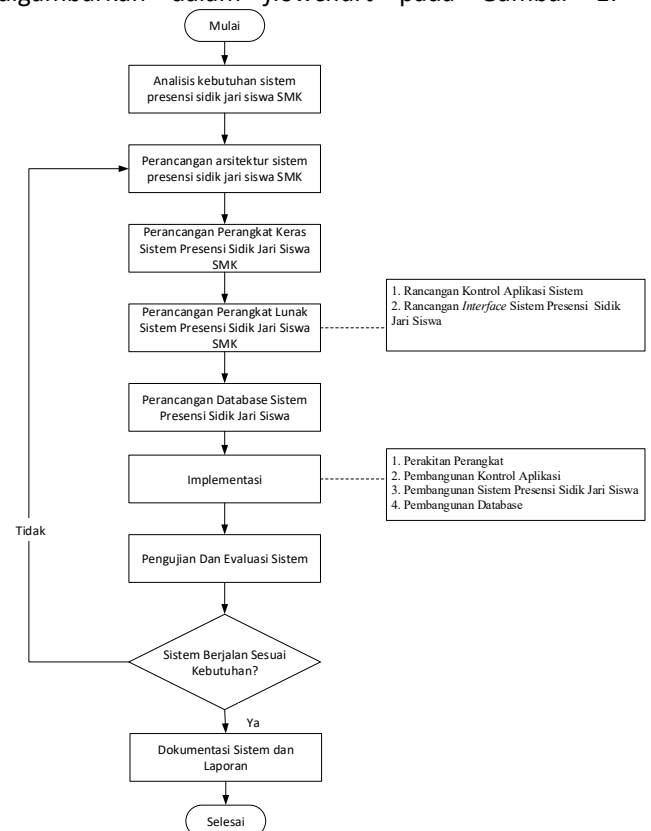 digambarkan dalam flowchart pada Gambar 1.
Mulai
Analisis kebutuhan sistem
presensi sidik jari siswa SMK
Perancangan arsitektur sistem
presensi sidik jari siswa SMK
Perancangan Perangkat Keras
Sistem Presensi Sidik Jari Siswa
SMK
Perancangan Perangkat Lunak
Sistem Presensi Sidik Jari Siswa
SMK
1. Rancangan Kontrol Aplikasi Sistem
2. Rancangan Interface Sistem Presensi Sidik
Jari Siswa
Perancangan Database Sistem
Presensi Sidik Jari Siswa
Implementasi
1. Perakitan Perangkat
2. Pembangunan Kontrol Aplikasi
3. Pembangunan Sistem Presensi Sidik Jari Siswa
4. Pembangunan Database
Tidak
Pengujian Dan Evaluasi Sistem
Sistem Berjalan Sesuai
Kebutuhan?
Ya
Dokumentasi Sistem dan
Laporan
Selesai